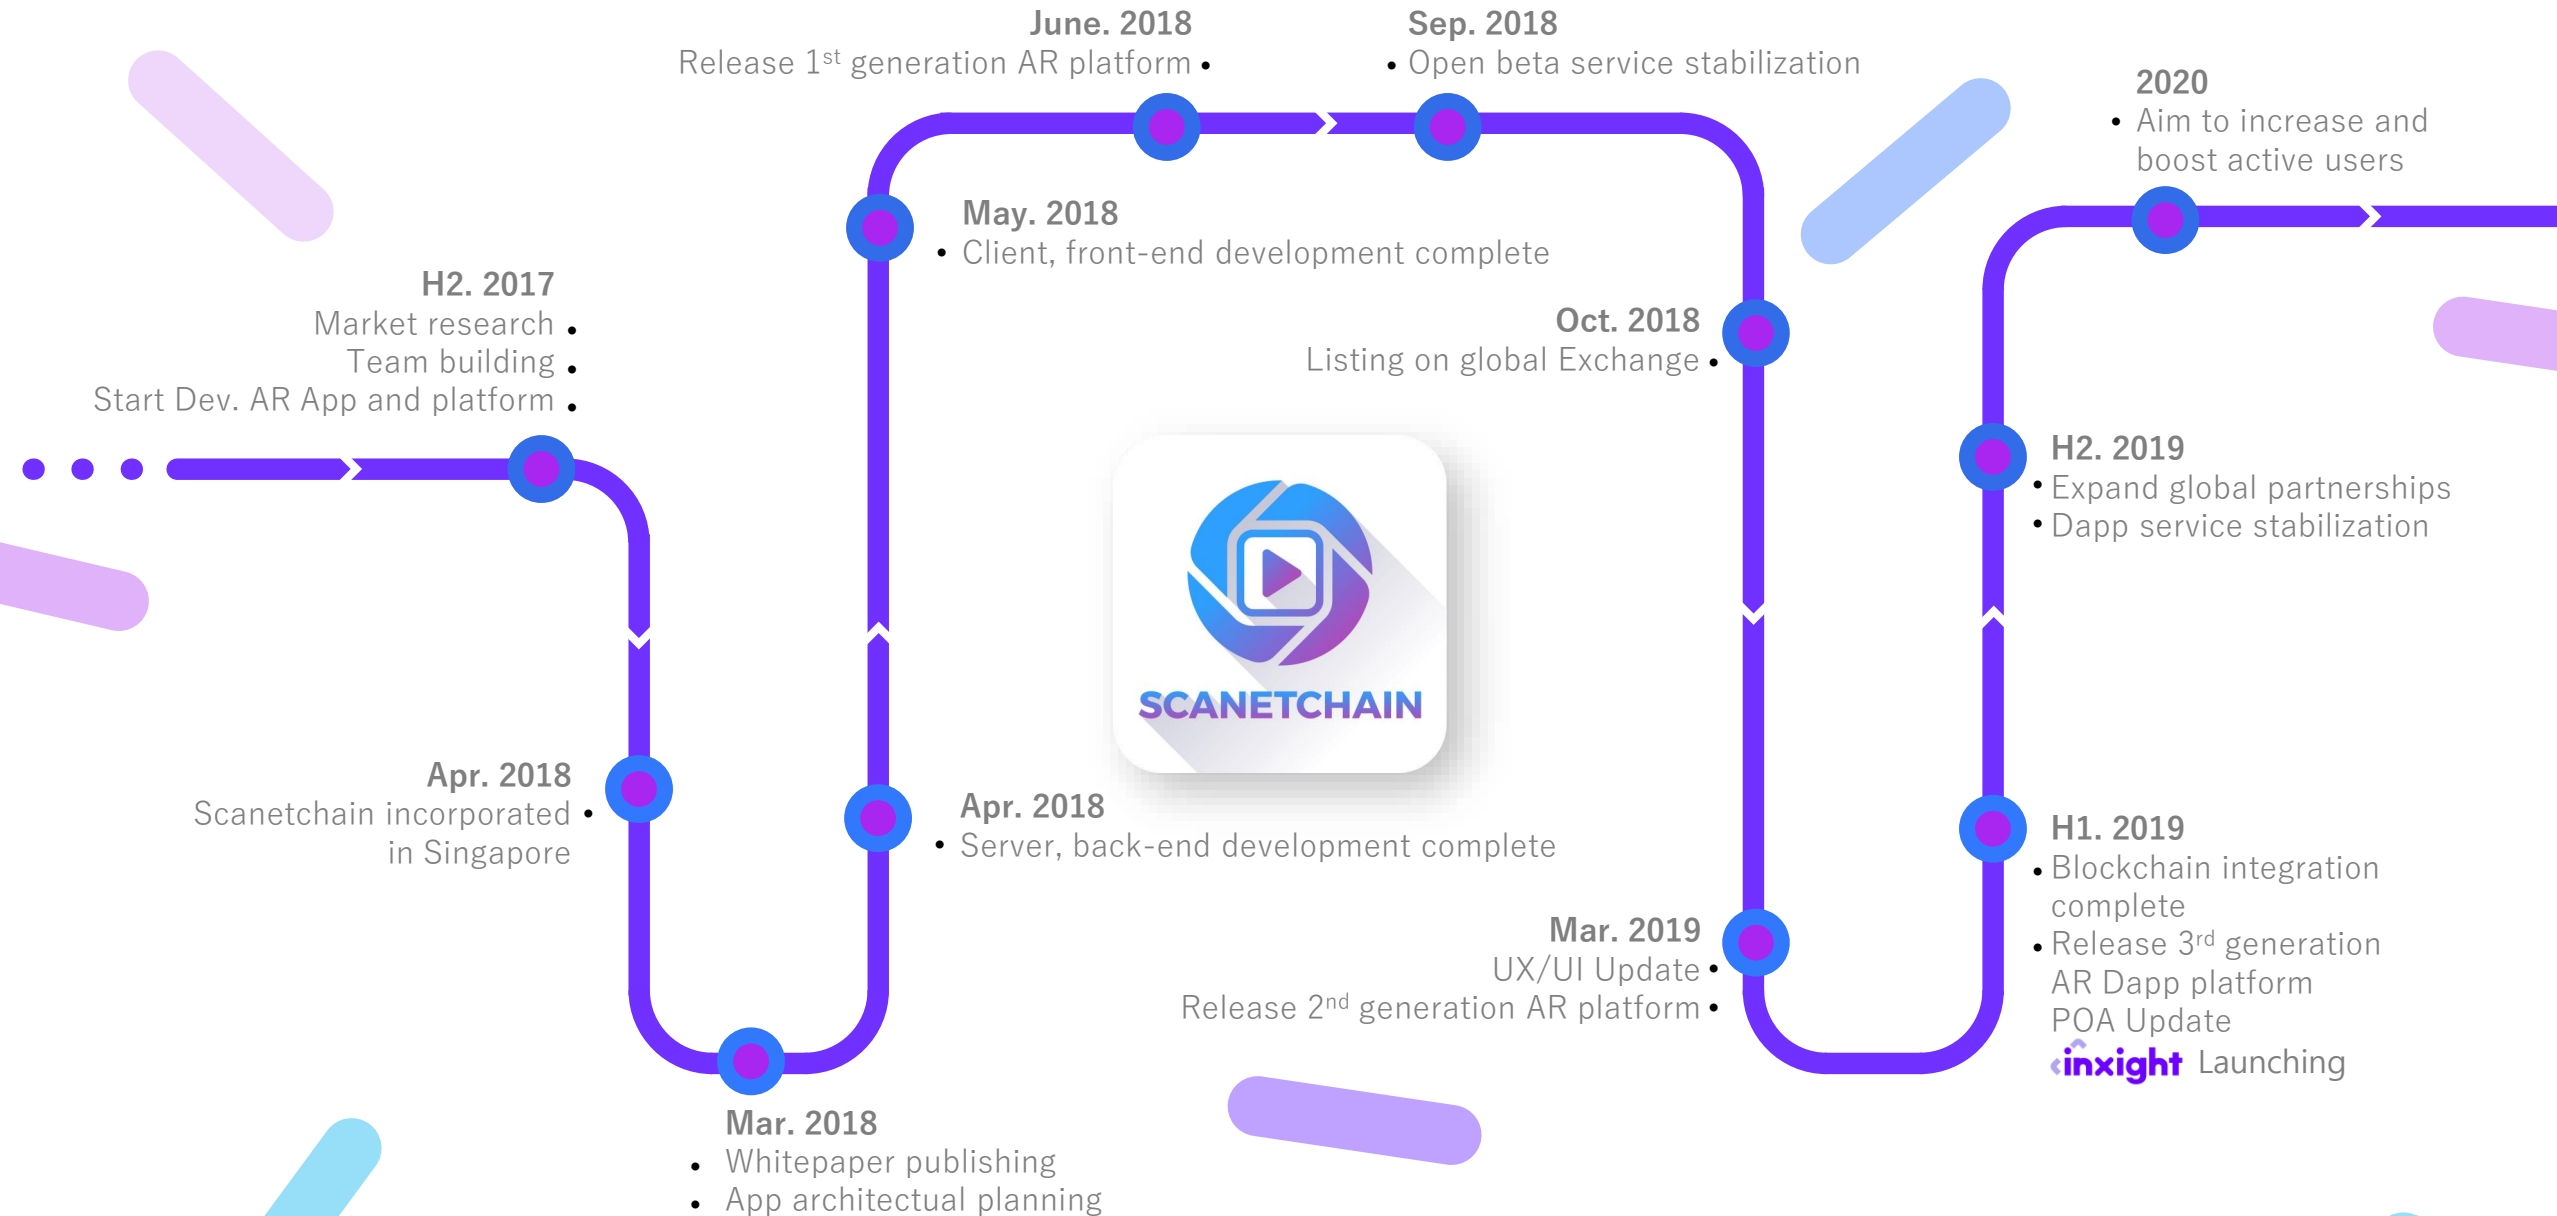 H2. 2017
Market research
Team building
Start Dev. AR App and platform
Apr. 2018
Scanetchain incorporated
in Singapore
Mar. 2018
Whitepaper publishing
App architectual planning
Apr. 2018
Server, back-end development complete
May. 2018
Client, front-end development complete
June. 2018
Release 1st generation AR platform
Sep. 2018
Open beta service stabilization
Oct. 2018
Listing on global Exchange
SCANETCHAIN
Mar. 2019
UX/UI Update
Release 2nd generation AR platform
H1. 2019
Blockchain integration
complete
Release 3rd generation
AR Dapp platform
POA Update
inxight Launching
H2. 2019
Expand global partnerships
Dapp service stabilization
2020
Aim to increase and
boost active users